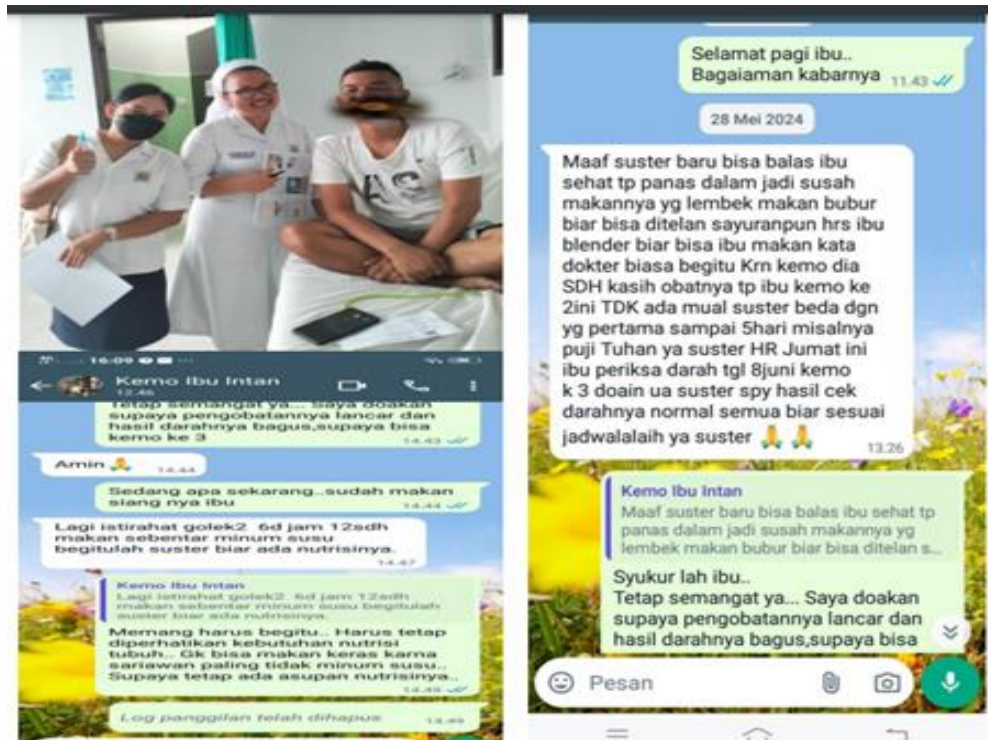 16:09
Kemo Ibu Intan
12.46
Tetap semangat ya... Saya doakan
supaya pengobatannya lancar dan
hasil darahnya bagus,supaya bisa
kemo ke 3
14.43
Amin 🙏
14.44
Sedang apa sekarang..sudah makan
siang nya ibu
14.44
Lagi istirahat golek2 6d jam 12sdh
makan sebentar minum susu
begitulah suster biar ada nutrisinya.
14.47
Kemo Ibu Intan
Lagi istirahat golek2 6d jam 12sdh
makan sebentar minum susu begitulah
suster biar ada nutrisinya.
Memang harus begitu.. Harus tetap
diperhatikan kebutuhan nutrisi
tubuh.. Gk bisa makan keras karna
sariawan paling tidak minum susu..
Supaya tetap ada asupan nutrisinya..
14.48
Log panggilan telah dihapus
14.49
Selamat pagi ibu..
Bagaiaman kabarnya
11.43
28 Mei 2024
Maaf suster baru bisa balas ibu
sehat tp panas dalam jadi susah
makannya yg lembek makan bubur
biar bisa ditelan sayuranpun hrs ibu
blender biar bisa ibu makan kata
dokter biasa begitu Krn kemo dia
SDH kasih obatnya tp ibu kemo ke
2ini TDK ada mual suster beda dgn
yg pertama sampai 5hari misalnya
puji Tuhan ya suster HR Jumat ini
ibu periksa darah tgl 8juni kemo
k 3 doain ua suster spy hasil cek
darahnya normal semua biar sesuai
jadwalalaih ya suster 🙏 🙏
13.26
Kemo Ibu Intan
Maaf suster baru bisa balas ibu sehat tp
panas dalam jadi susah makannya yg
lembek makan bubur biar bisa ditelan s...
Syukur lah ibu..
Tetap semangat ya... Saya doakan
supaya pengobatannya lancar dan
hasil darahnya bagus,supaya bisa
Pesan